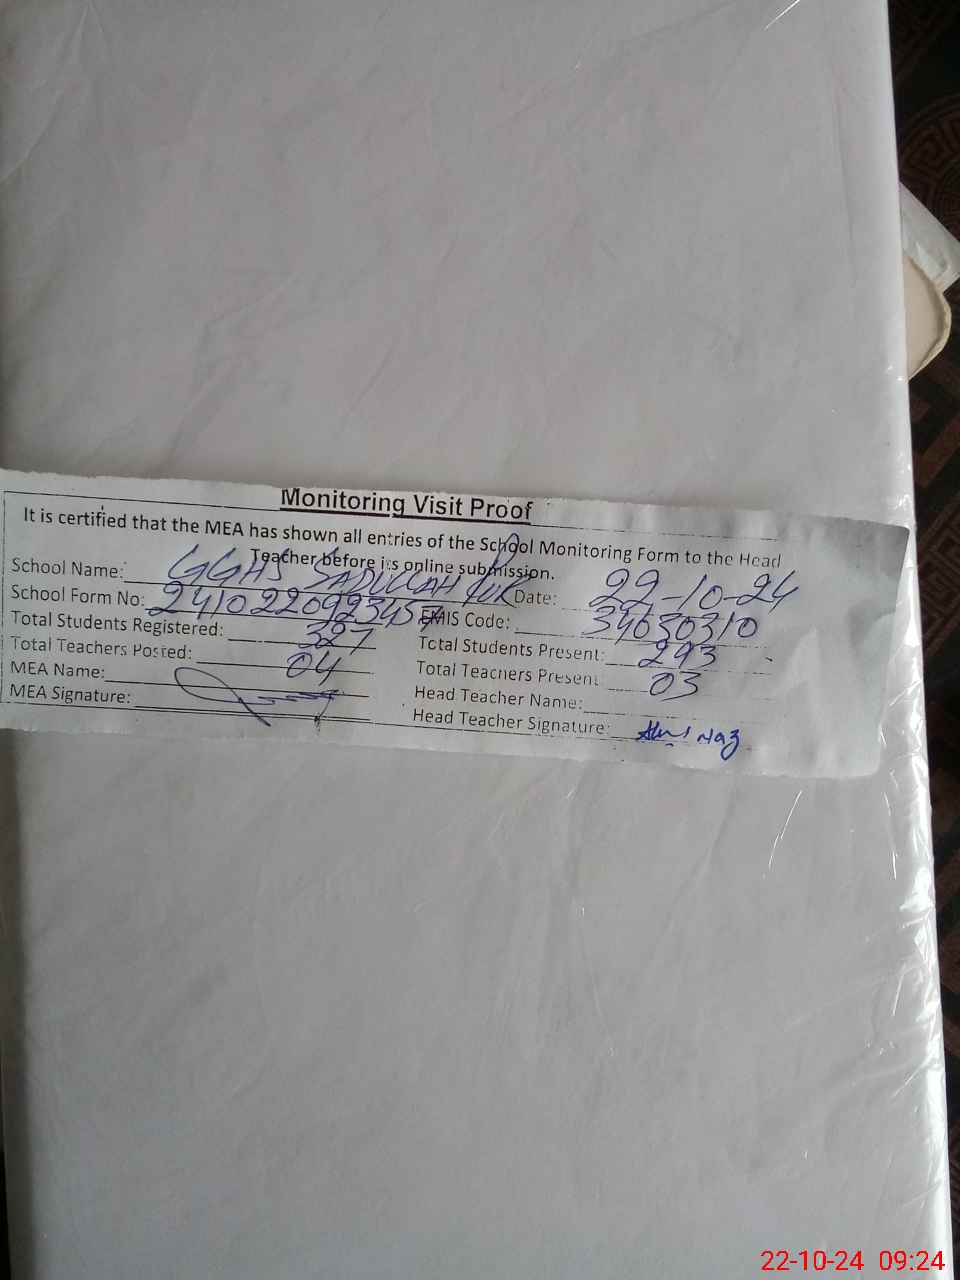 Monitoring Visit Proof
It is certified that the MEA has shown all entries of the School Monitoring Form to the Head
Teacher before its online submission.
School Name: GGHS SADULLAH PUR Date: 22-10-24
School Form No: 241022092345 EMIS Code: 34630310
Total Students Registered: 327 Total Students Present: 293
Total Teachers Posted: 04 Total Teachers Present: 03
MEA Name: Head Teacher Name:
MEA Signature: Head Teacher Signature: Naz
22-10-24 09:24